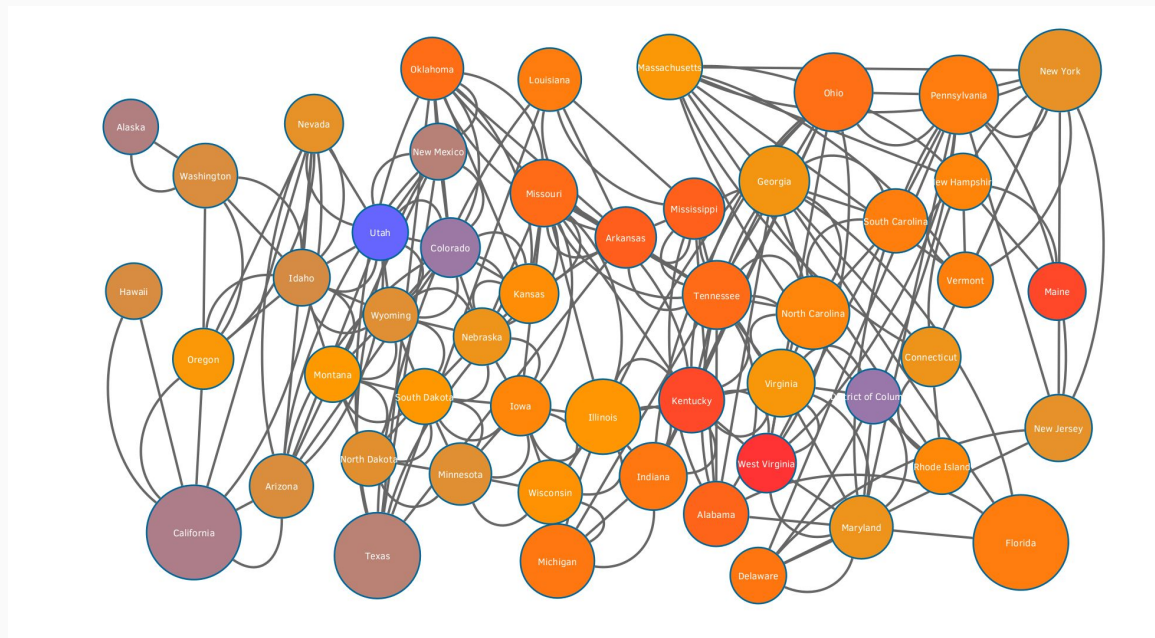 Oklahoma
Louisiana
Massachusetts
Ohio
Pennsylvania
New York
Alaska
Nevada
New Mexico
Washington
Missouri
Georgia
ew Hampshir
Mississippi
South Carolina
Utah
Colorado
Arkansas
Idaho
Hawaii
Kansas
Tennessee
Vermont
Maine
Wyoming
North Carolina
Nebraska
Oregon
Connecticut
Montana
Virginia
South Dakota
Iowa
Illinois
Kentucky
trict of Colum
New Jersey
North Dakota
Minnesota
West Virginia
Rhode Island
Arizona
Wisconsin
Indiana
Alabama
Maryland
California
Texas
Michigan
Delaware
Florida